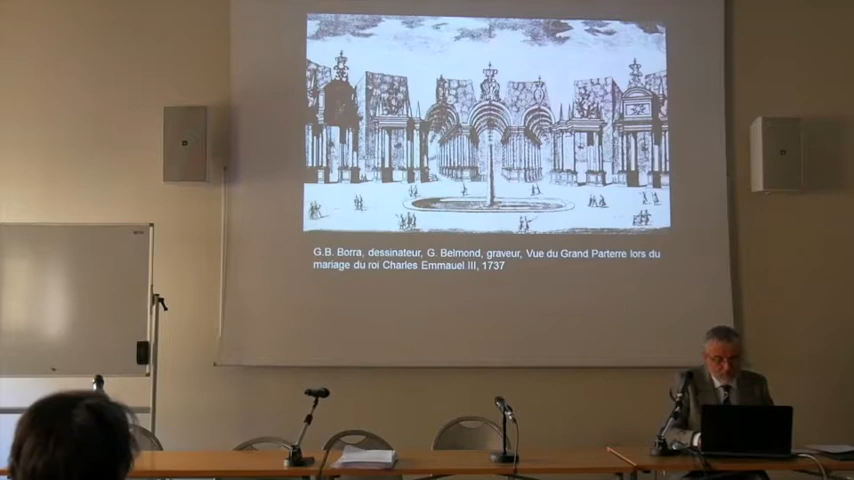 G.B. Borra, dessinateur, G. Belmond, graveur, Vue du Grand Parterre lors du
mariage du roi Charles Emmauel III, 1737